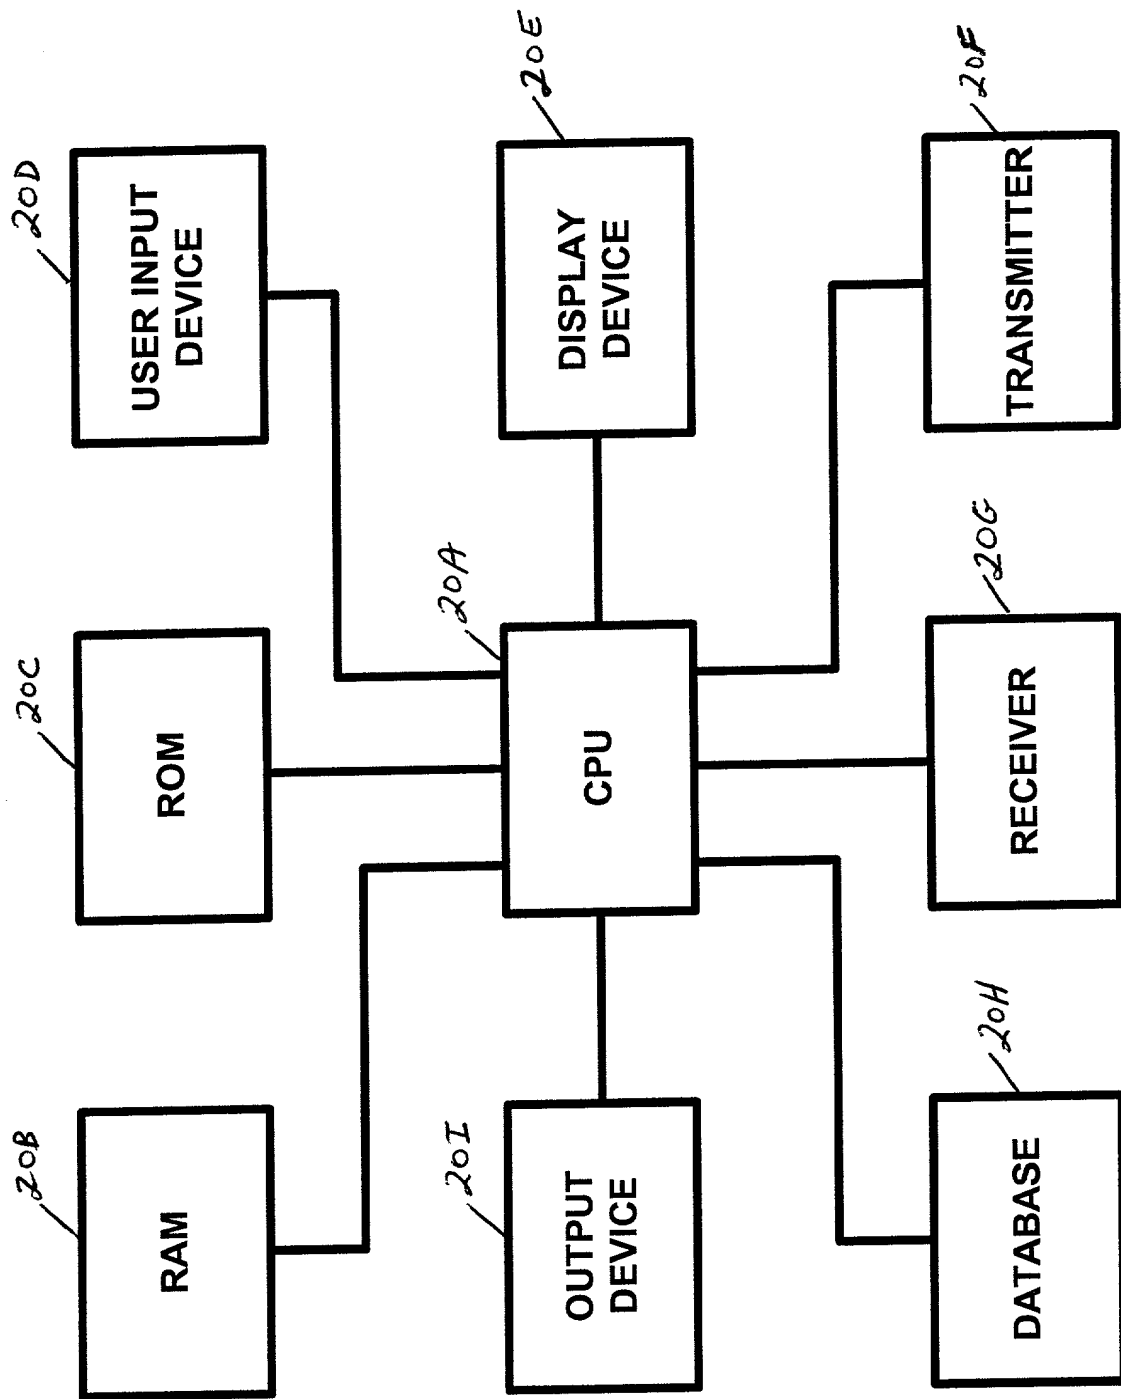 20B
RAM
20C
ROM
20D
USER INPUT
DEVICE
20I
OUTPUT
DEVICE
20A
CPU
20E
DISPLAY
DEVICE
20H
DATABASE
20G
RECEIVER
20F
TRANSMITTER